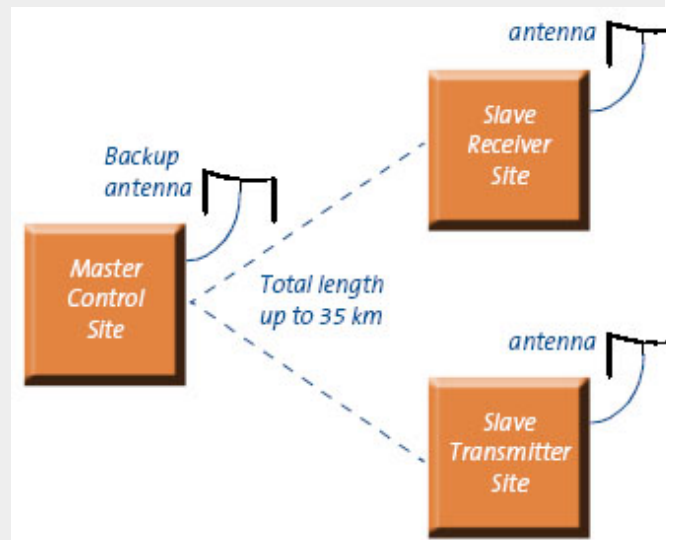 antenna
Slave
Receiver
Site
Backup
antenna
Master
Control
Site
Total length
up to 35 km
antenna
Slave
Transmitter
Site